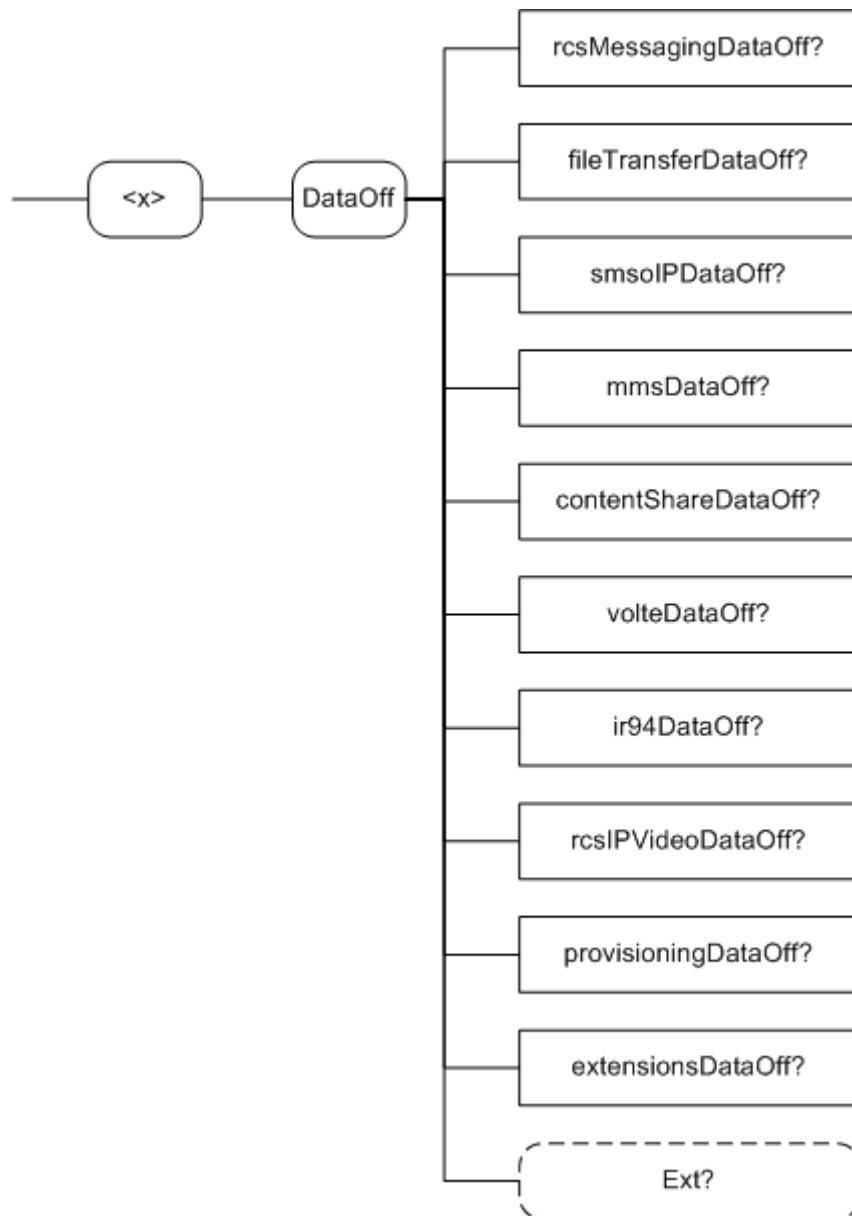 rcsMessagingDataOff?
fileTransferDataOff?
<x>
DataOff
smsoIPDataOff?
mmsDataOff?
contentShareDataOff?
volteDataOff?
ir94DataOff?
rcsIPVideoDataOff?
provisioningDataOff?
extensionsDataOff?
Ext?